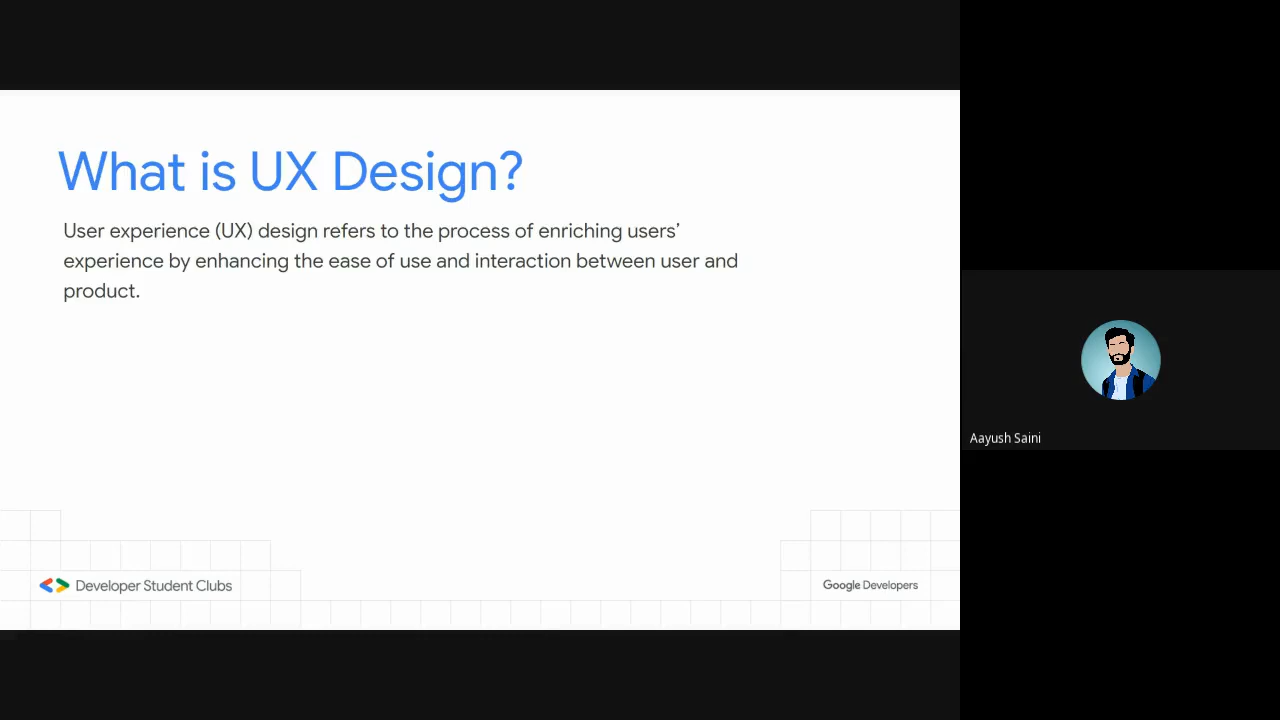 What is UX Design?
User experience (UX) design refers to the process of enriching users’
experience by enhancing the ease of use and interaction between user and
product.
Aayush Saini
Developer Student Clubs
Google Developers